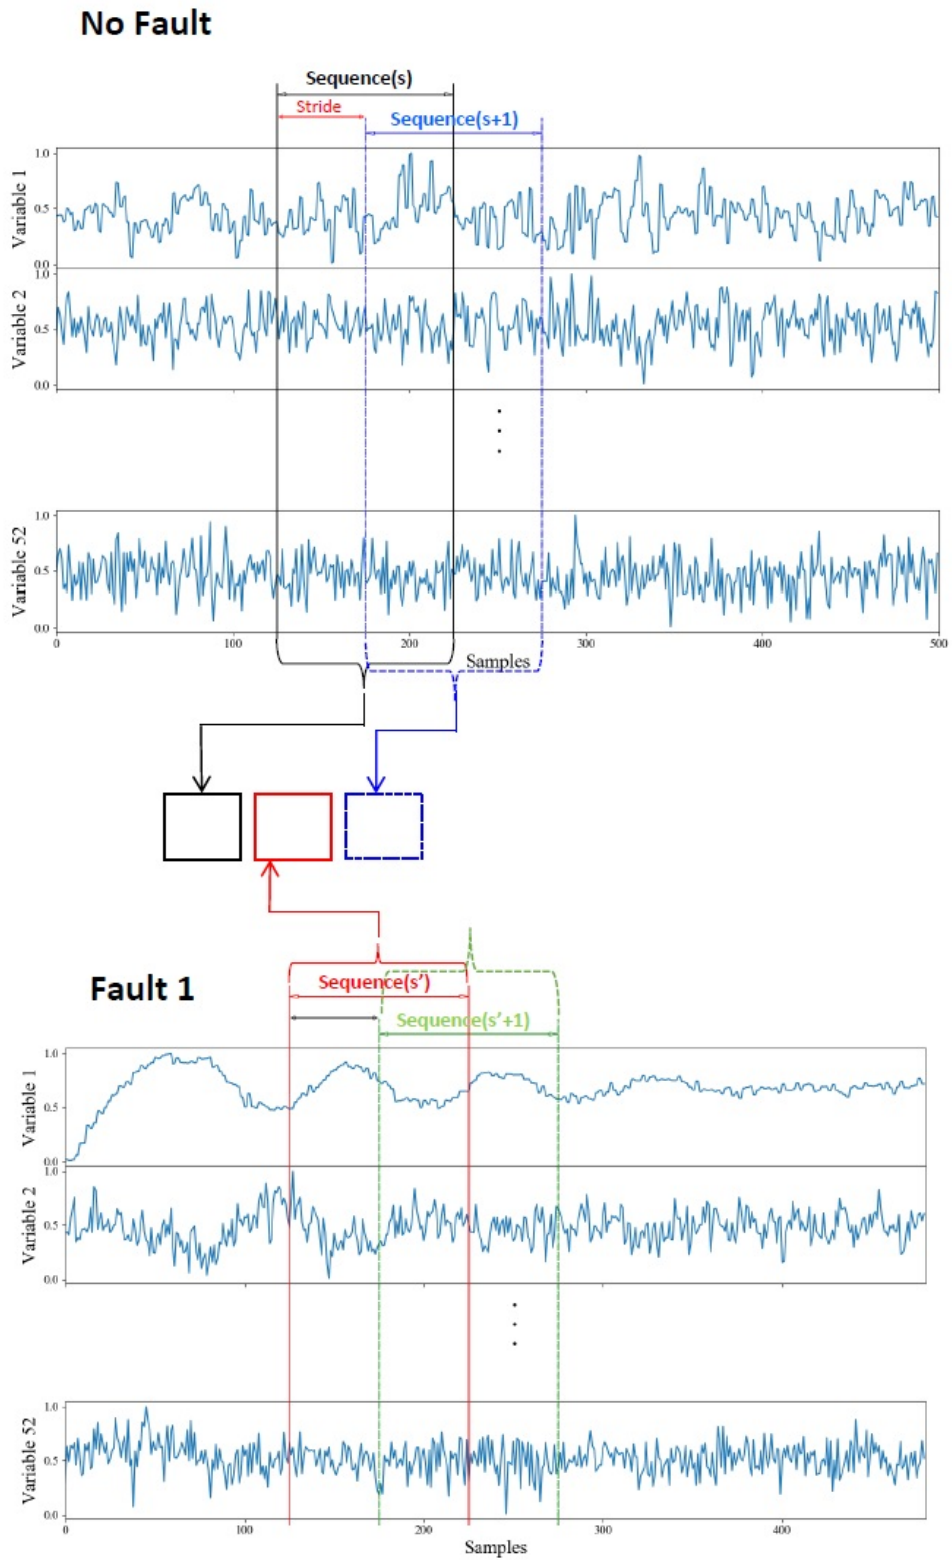 No Fault
Sequence(s)
Stride
Sequence(s+1)
1.0
Variable 1
0.5
0.0
1.0
Variable 2
0.5
0.0
1.0
Variable 52
0.5
0.0
0 100 200 300 400 500
Samples
Sequence(s')
Fault 1
Sequence(s'+1)
1.0
Variable 1
0.5
0.0
1.0
Variable 2
0.5
0.0
1.0
Variable 52
0.5
0.0
0 100 200 300 400
Samples